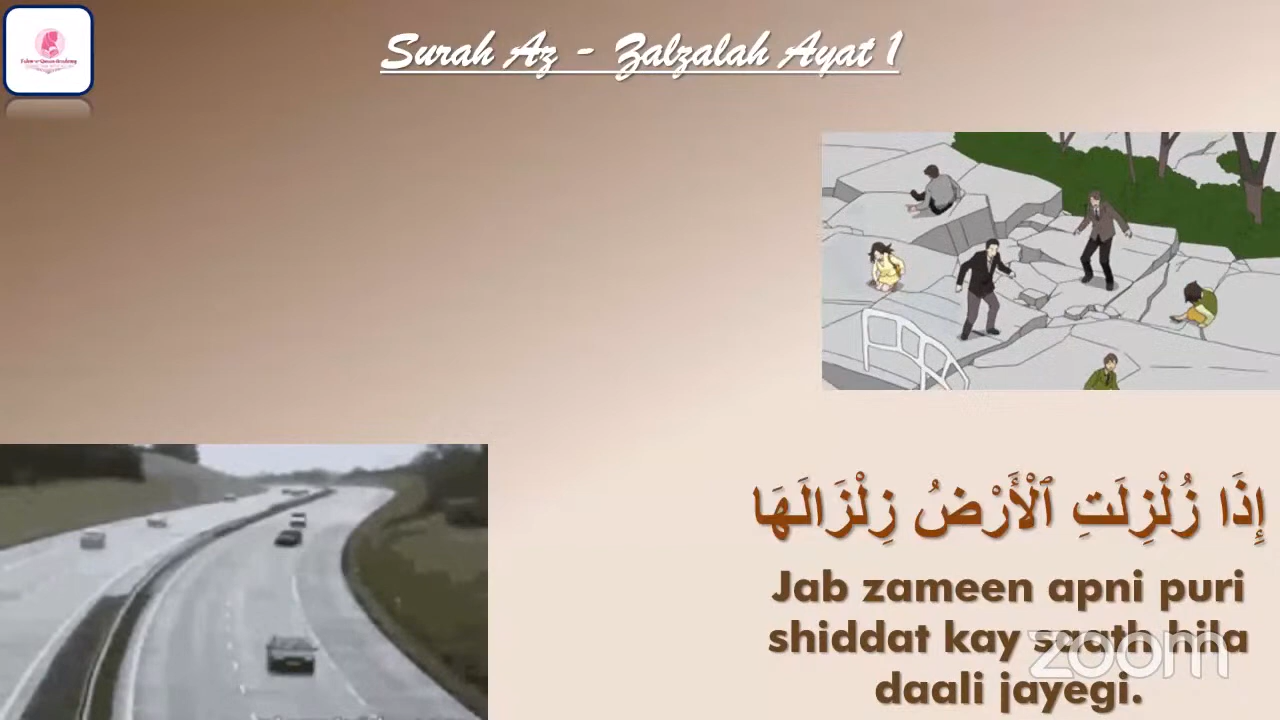 Surah Az - Zalzalah Ayat 1
إِذَا زُلْزِلَتِ ٱلْأَرْضُ زِلْزَالَهَا
Jab zameen apni puri
shiddat kay saath hila
daali jayegi.
zoom